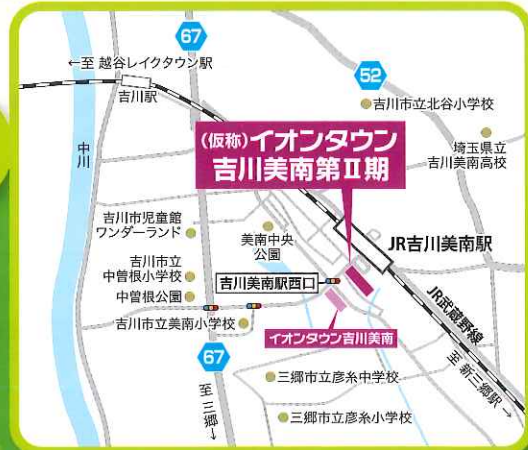 67
←至 越谷レイクタウン駅
吉川駅
52
吉川市立北谷小学校
埼玉県立
吉川美南高校
中川
(仮称)イオンタウン
吉川美南第Ⅱ期
吉川市児童館
ワンダーランド
美南中央
公園
JR吉川美南駅
吉川市立
中曽根小学校
吉川美南駅西口
中曽根公園
JR武蔵野線
吉川市立美南小学校
イオンタウン吉川美南
67
至 新三郷駅→
至 三郷→
三郷市立彦糸中学校
三郷市立彦糸小学校